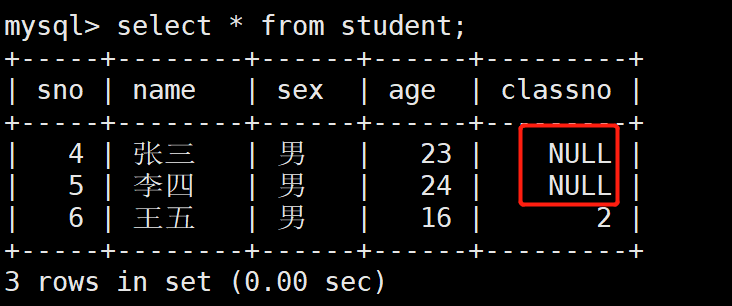 mysql> select * from student;
+-----+--------+------+------+---------+
| sno | name   | sex  | age  | classno |
+-----+--------+------+------+---------+
|   4 | 张三   | 男   |   23 |    NULL |
|   5 | 李四   | 男   |   24 |    NULL |
|   6 | 王五   | 男   |   16 |       2 |
+-----+--------+------+------+---------+
3 rows in set (0.00 sec)